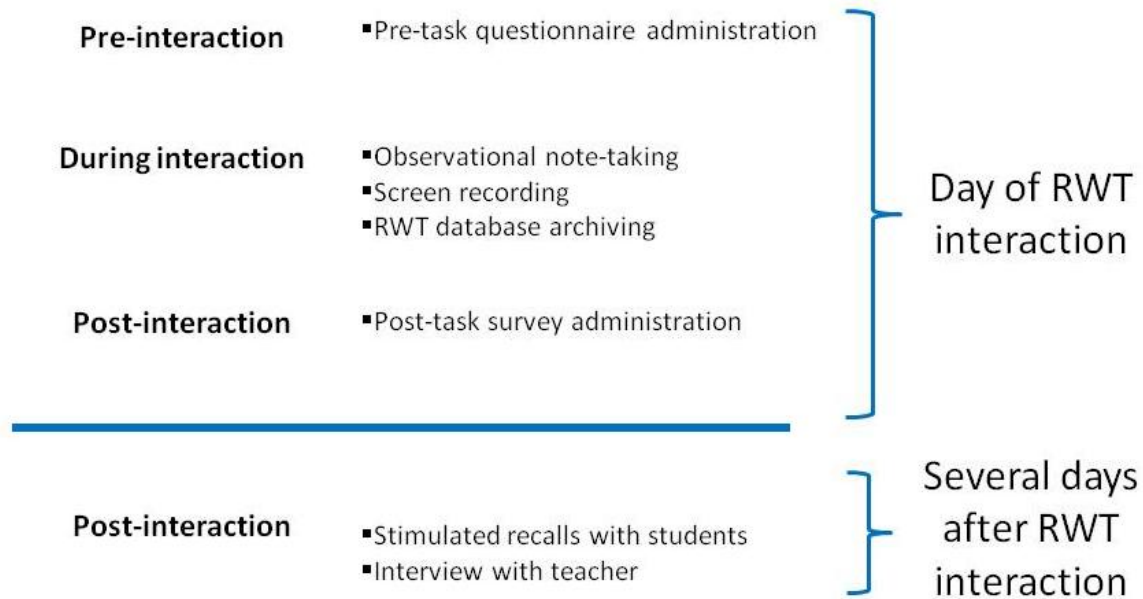 Pre-interaction
▪Pre-task questionnaire administration
During interaction
▪Observational note-taking
▪Screen recording
▪RWT database archiving
Post-interaction
▪Post-task survey administration
Day of RWT
interaction
Post-interaction
▪Stimulated recalls with students
▪Interview with teacher
Several days
after RWT
interaction